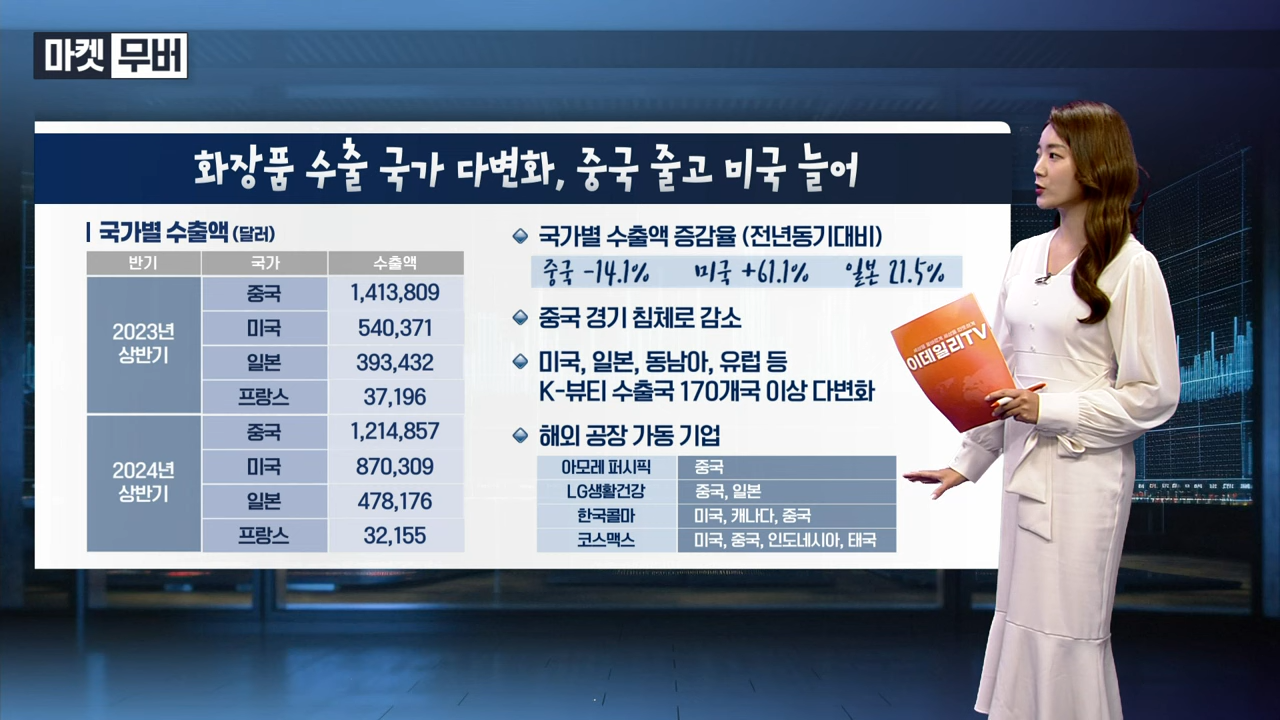 마켓 무버
화장품 수출 국가 다변화, 중국 줄고 미국 늘어
국가별 수출액 (달러)
반기 국가 수출액
2023년 상반기
중국 1,413,809
미국 540,371
일본 393,432
프랑스 37,196
2024년 상반기
중국 1,214,857
미국 870,309
일본 478,176
프랑스 32,155
국가별 수출액 증감율 (전년동기대비)
중국 -14.1% 미국 +61.1% 일본 21.5%
중국 경기 침체로 감소
미국, 일본, 동남아, 유럽 등
K-뷰티 수출국 170개국 이상 다변화
해외 공장 가동 기업
아모레 퍼시픽 중국
LG생활건강 중국, 일본
한국콜마 미국, 캐나다, 중국
코스맥스 미국, 중국, 인도네시아, 태국
이데일리TV